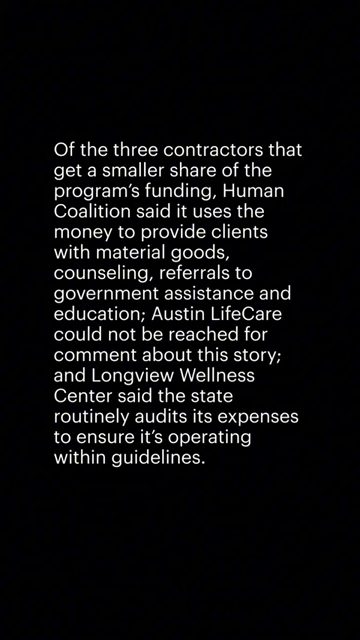 Of the three contractors that
get a smaller share of the
program's funding, Human
Coalition said it uses the
money to provide clients
with material goods,
counseling, referrals to
government assistance and
education; Austin LifeCare
could not be reached for
comment about this story;
and Longview Wellness
Center said the state
routinely audits its expenses
to ensure it's operating
within guidelines.